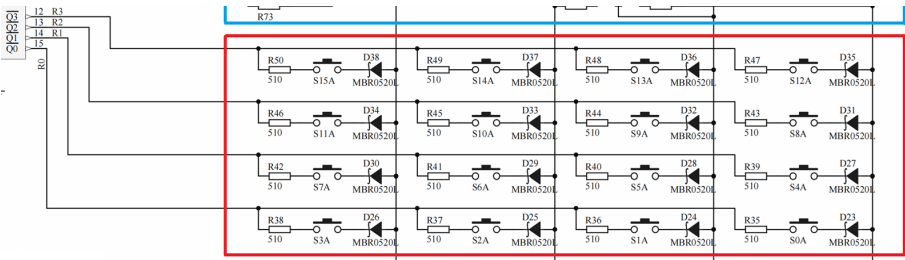 R73
Q3 12 R3
Q2 13 R2
Q1 14 R1
Q0 15
R0
R50 D38 R49 D37 R48 D36 R47 D35
510 S15A MBR0520L 510 S14A MBR0520L 510 S13A MBR0520L 510 S12A MBR0520L
R46 D34 R45 D33 R44 D32 R43 D31
510 S11A MBR0520L 510 S10A MBR0520L 510 S9A MBR0520L 510 S8A MBR0520L
R42 D30 R41 D29 R40 D28 R39 D27
510 S7A MBR0520L 510 S6A MBR0520L 510 S5A MBR0520L 510 S4A MBR0520L
R38 D26 R37 D25 R36 D24 R35 D23
510 S3A MBR0520L 510 S2A MBR0520L 510 S1A MBR0520L 510 S0A MBR0520L